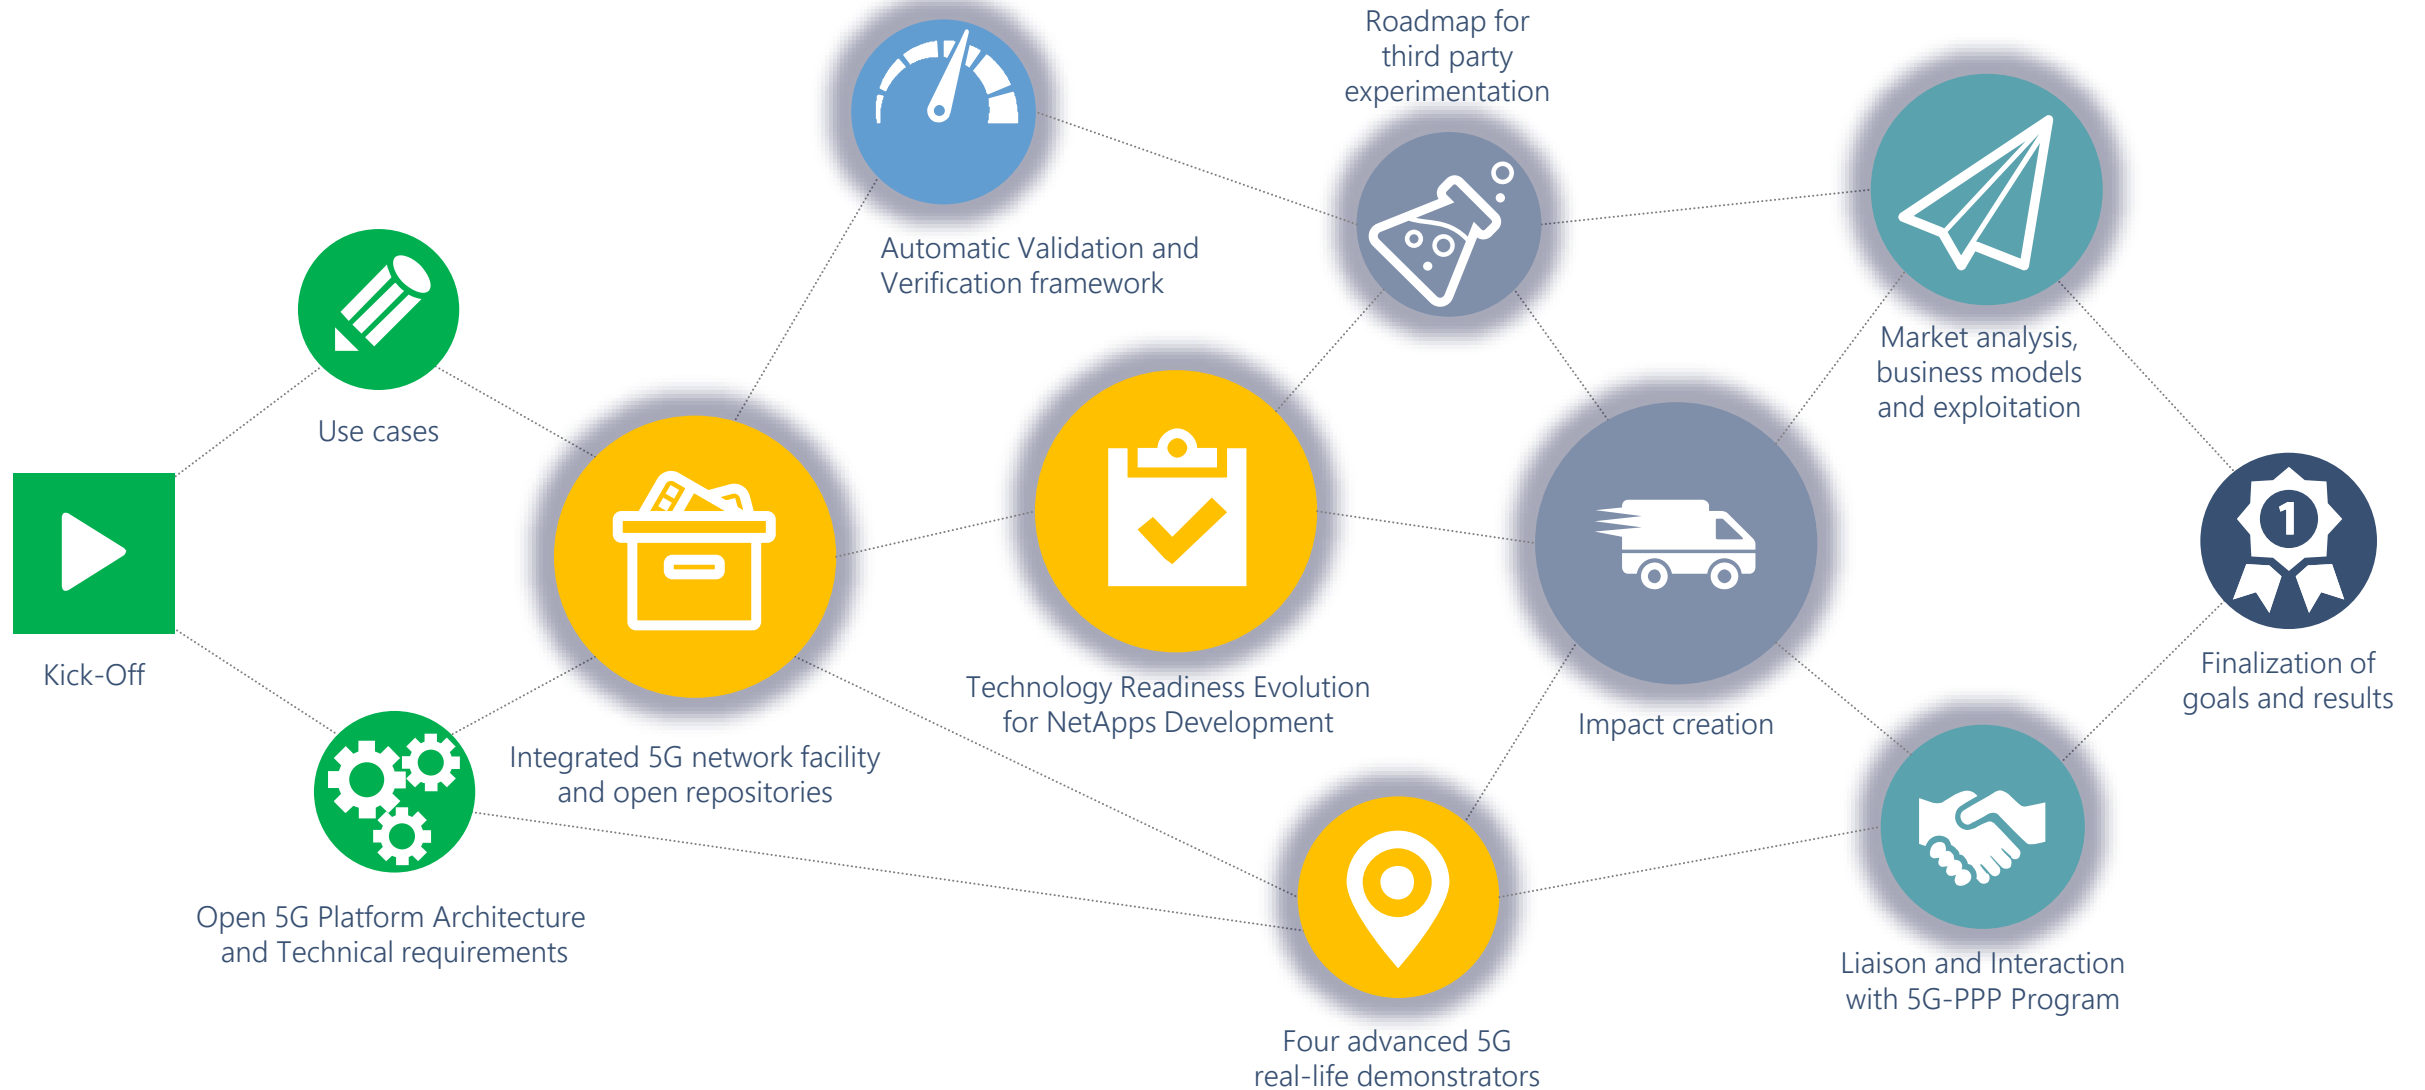 Roadmap for
third party
experimentation
Automatic Validation and
Verification framework
Market analysis,
business models
and exploitation
Use cases
Kick-Off
1
Finalization of
goals and results
Technology Readiness Evolution
for NetApps Development
Impact creation
Integrated 5G network facility
and open repositories
Open 5G Platform Architecture
and Technical requirements
Liaison and Interaction
with 5G-PPP Program
Four advanced 5G
real-life demonstrators